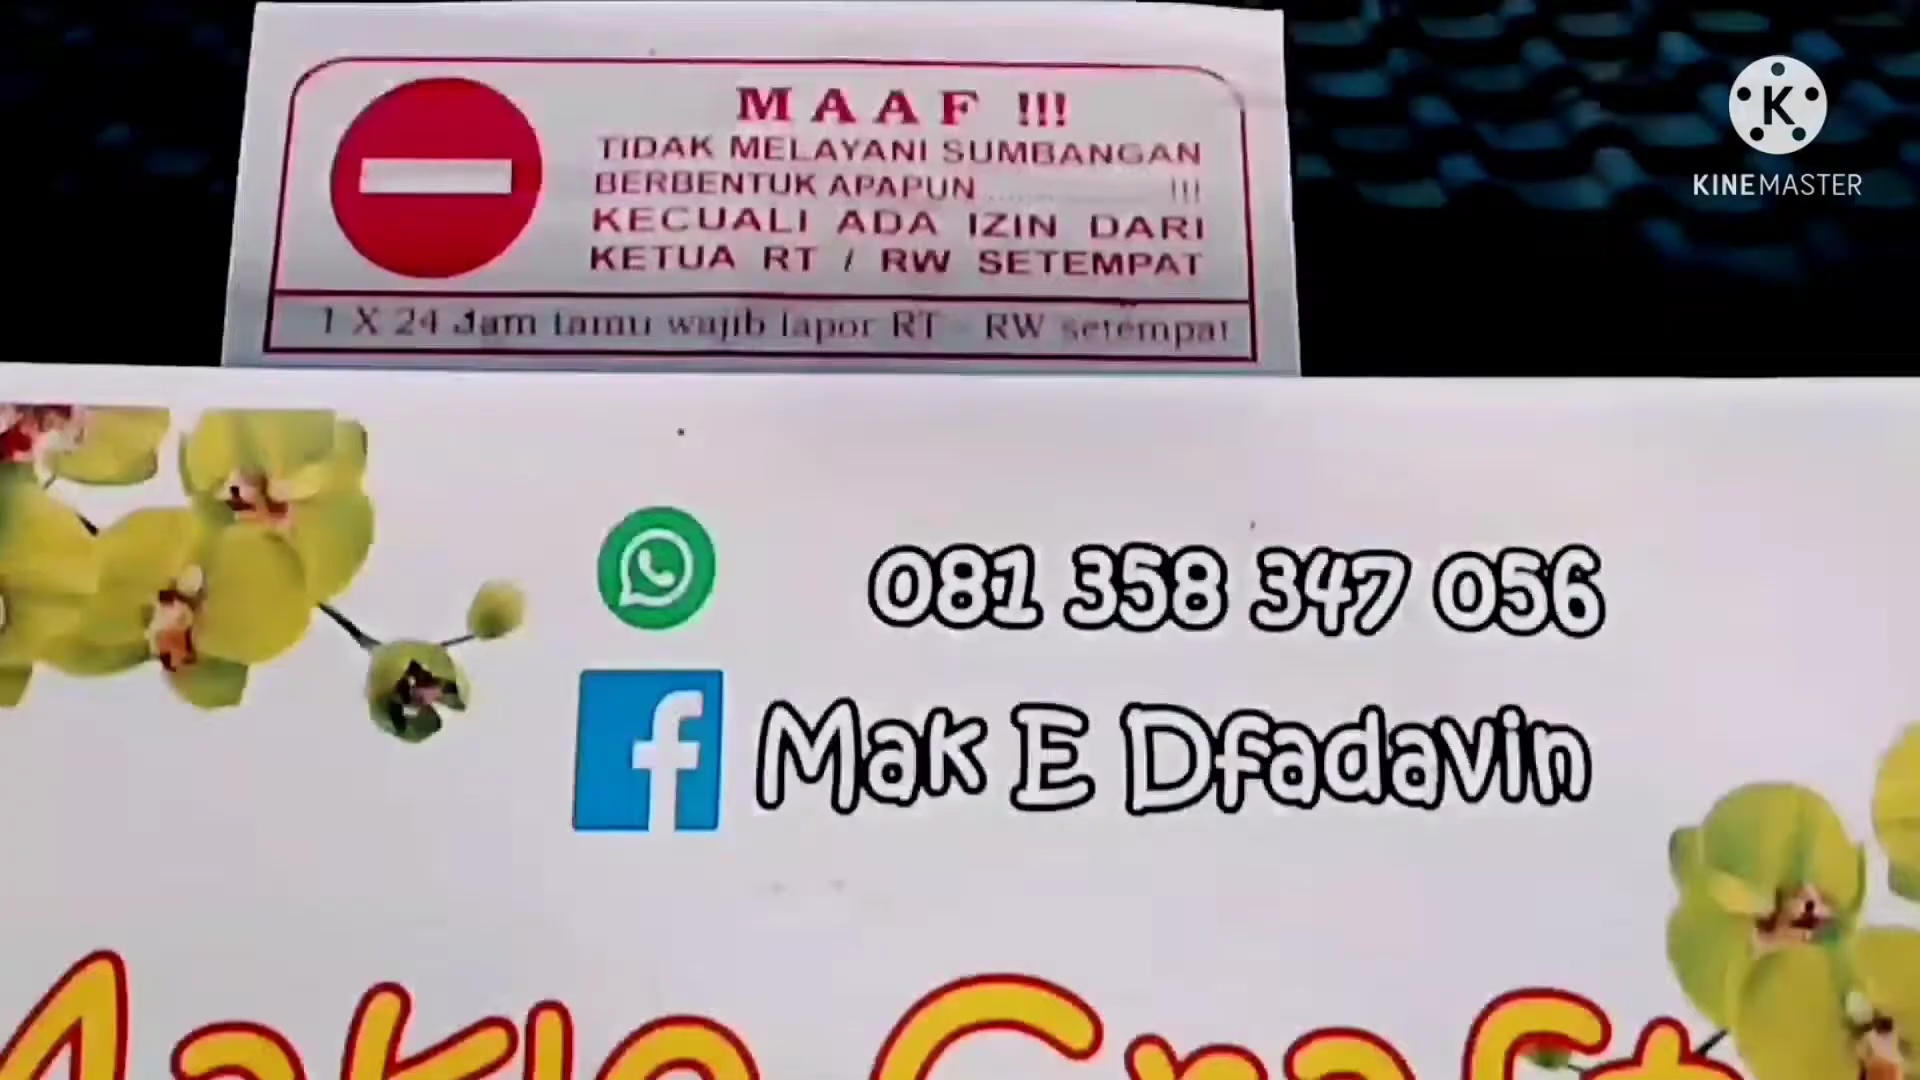 MAAF !!!
TIDAK MELAYANI SUMBANGAN
BERBENTUK APAPUN ............... !!!
KECUALI ADA IZIN DARI
KETUA RT / RW SETEMPAT
1 X 24 Jam tamu wajib lapor RT - RW setempat
KINEMASTER
081 358 347 056
Mak E Dfadavin
Craft